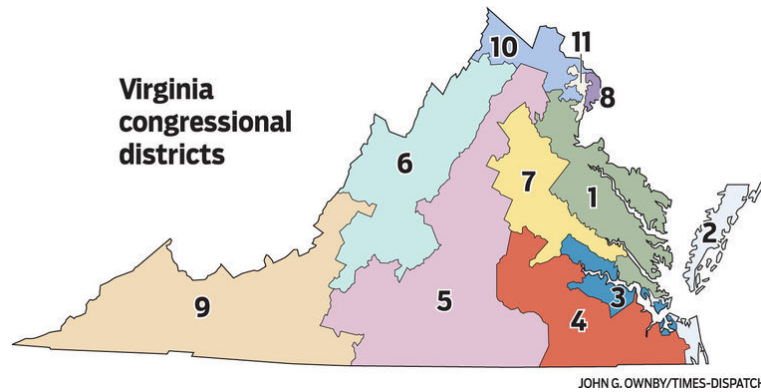 Virginia
congressional
districts
10
11
8
6
7
1
2
9
5
3
4
JOHN G. OWNBY/TIMES-DISPATCH